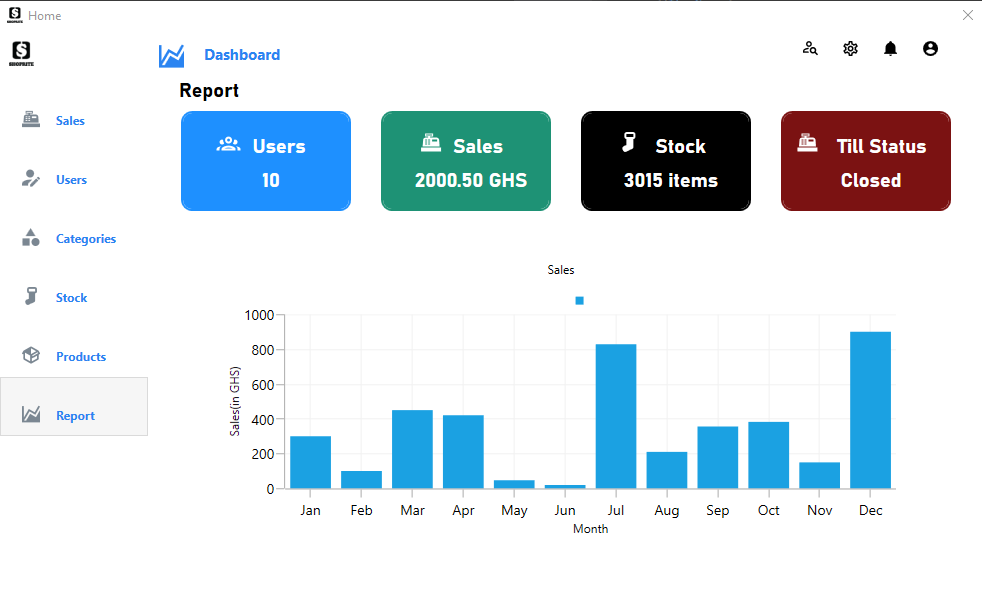 Home
SHOPRITE
SHOPRITE
Dashboard
Report
Sales
Users
Categories
Stock
Products
Report
Users
10
Sales
2000.50 GHS
Stock
3015 items
Till Status
Closed
Sales
Sales(in GHS)
1000
800
600
400
200
0
Jan Feb Mar Apr May Jun Jul Aug Sep Oct Nov Dec
Month